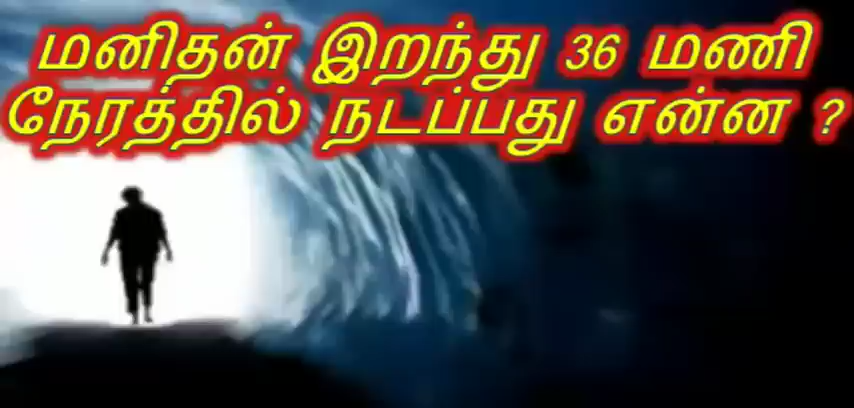 மனிதன் இறந்து 36 மணி
நேரத்தில் நடப்பது என்ன ?